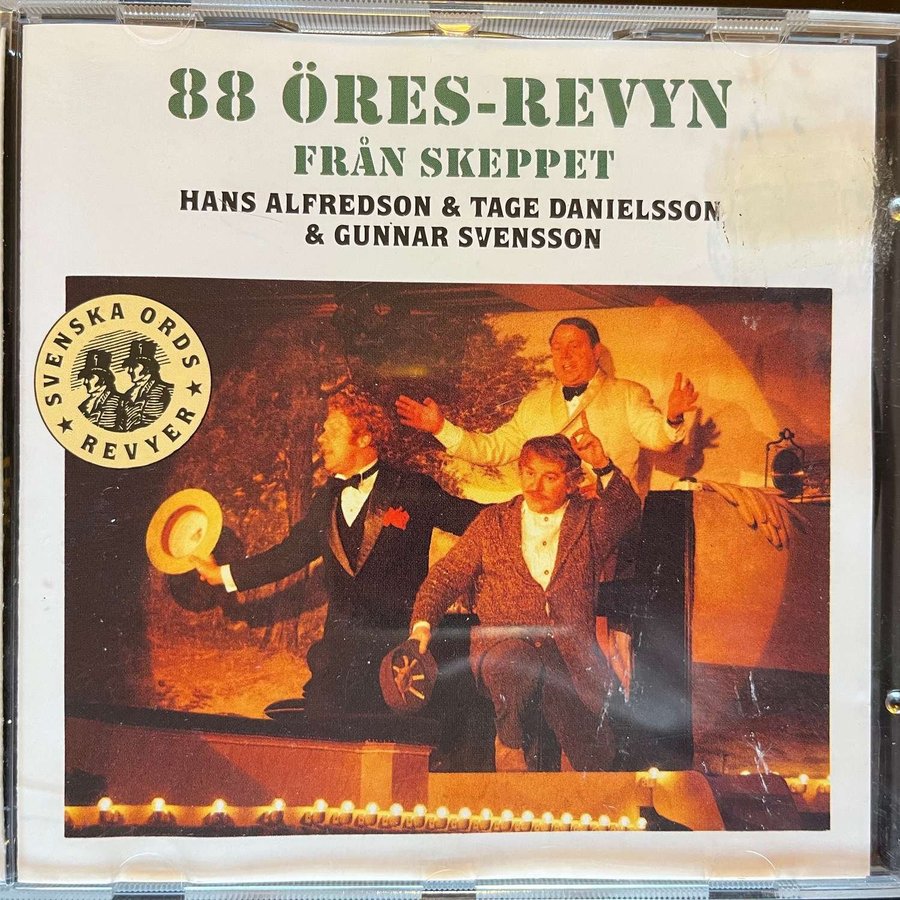 88 ÖRES-REVYN
FRÅN SKEPPET
HANS ALFREDSON & TAGE DANIELSSON
& GUNNAR SVENSSON
SVENSKA ORDS
REVYER